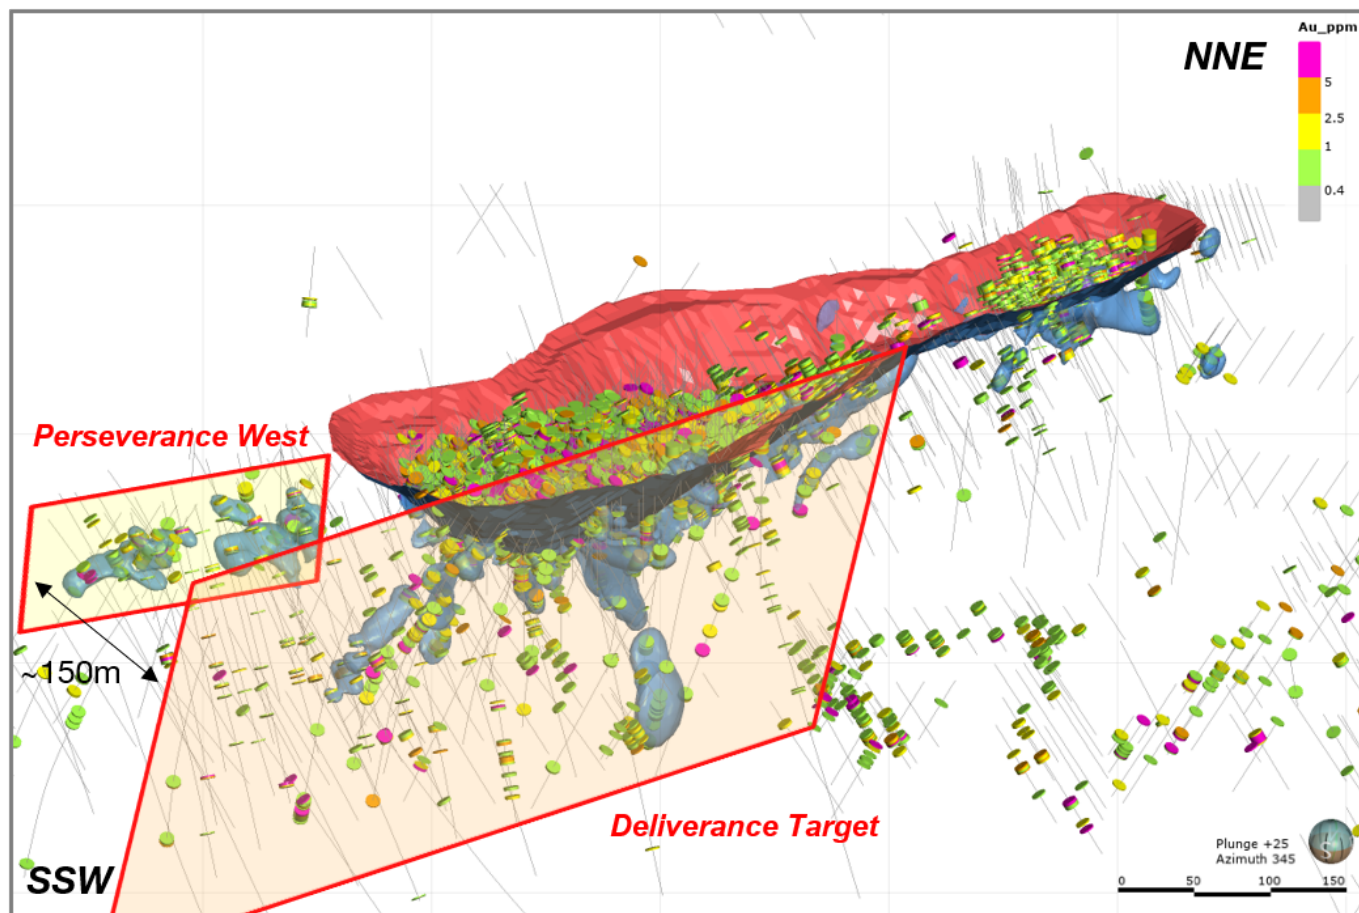 Au_ppm
NNE
5
2.5
1
0.4
Perseverance West
~150m
Deliverance Target
SSW
Plunge +25
Azimuth 345
S
0 50 100 150